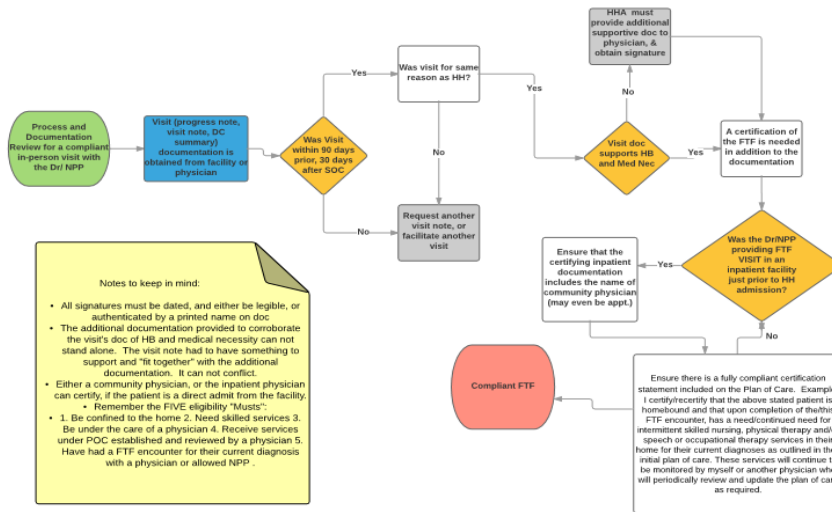 Process and
Documentation
Review for a compliant
in-person visit with
the Dr/ NPP
Visit (progress note,
visit note, DC
summary)
documentation is
obtained from facility or
physician
Was Visit
within 90 days
prior, 30 days
after SOC
Yes
No
Was visit for same
reason as HH?
Yes
No
Request another
visit note, or
facilitate another
visit
Visit doc
supports HB
and Med Nec
No
Yes
HHA must
provide additional
supportive doc to
physician, &
obtain signature
A certification of
the FTF is needed
in addition to the
documentation
Was the Dr/NPP
providing FTF
VISIT in an
inpatient facility
just prior to HH
admission?
Yes
No
Ensure that the
certifying inpatient
documentation
includes the name of
community physician
(may even be appt.)
Ensure there is a fully compliant certification
statement included on the Plan of Care. Example
I certify/recertify that the above stated patient is
homebound and that upon completion of the/this
FTF encounter, has a need/continued need for
intermittent skilled nursing, physical therapy and/
speech or occupational therapy services in their
home for their current diagnoses as outlined in the
initial plan of care. These services will continue t
be monitored by myself or another physician wh
will periodically review and update the plan of car
as required.
Compliant FTF
Notes to keep in mind:
• All signatures must be dated, and either be legible, or
authenticated by a printed name on doc
• The additional documentation provided to corroborate
the visit's doc of HB and medical necessity can not
stand alone. The visit note had to have something to
support and "fit together" with the additional
documentation. It can not conflict.
• Either a community physician, or the inpatient physician
can certify, if the patient is a direct admit from the facility.
• Remember the FIVE eligibility "Musts":
• 1. Be confined to the home 2. Need skilled services 3.
Be under the care of a physician 4. Receive services
under POC established and reviewed by a physician 5.
Have had a FTF encounter for their current diagnosis
with a physician or allowed NPP .